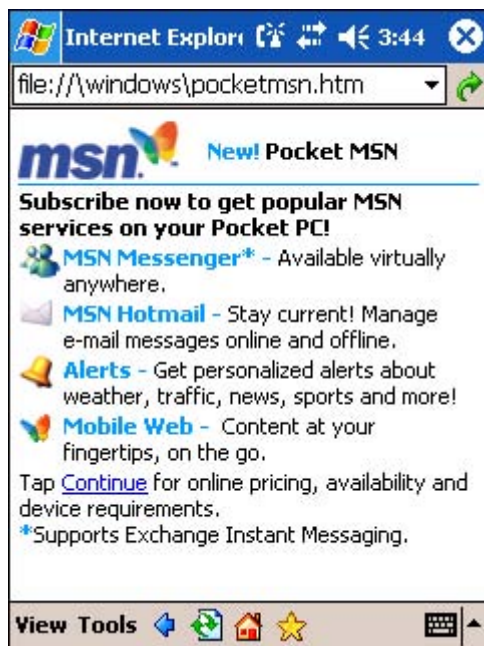 Internet Explor 3:44
file://\windows\pocketmsn.htm
msn New! Pocket MSN
Subscribe now to get popular MSN
services on your Pocket PC!
MSN Messenger* - Available virtually
anywhere.
MSN Hotmail - Stay current! Manage
e-mail messages online and offline.
Alerts - Get personalized alerts about
weather, traffic, news, sports and more!
Mobile Web - Content at your
fingertips, on the go.
Tap Continue for online pricing, availability and
device requirements.
*Supports Exchange Instant Messaging.
View Tools